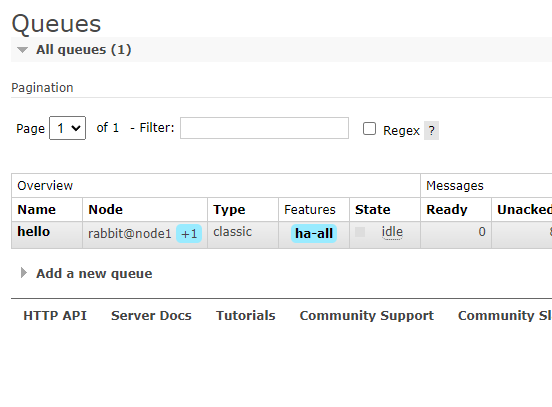 Queues
All queues (1)
Pagination
Page 1 of 1 - Filter: Regex ?
Overview Messages
Name Node Type Features State Ready Unacked
hello rabbit@node1 +1 classic ha-all idle 0
Add a new queue
HTTP API Server Docs Tutorials Community Support Community Sl